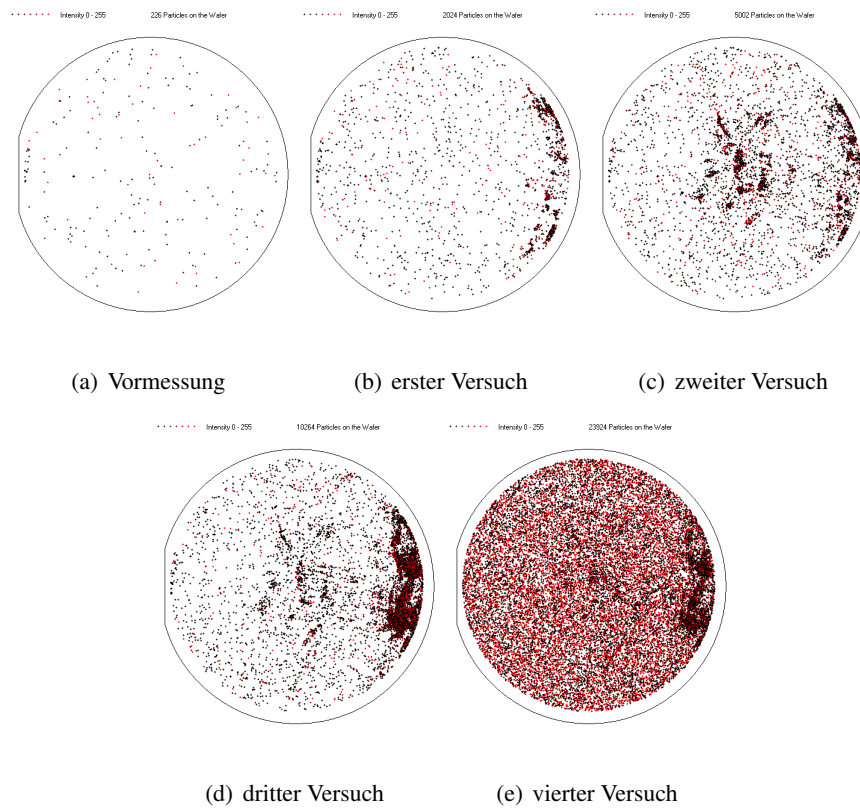 Intensity 0 - 255 226 Particles on the Wafer
Intensity 0 - 255 2024 Particles on the Wafer
Intensity 0 - 255 5002 Particles on the Wafer
(a) Vormessung
(b) erster Versuch
(c) zweiter Versuch
Intensity 0 - 255 10264 Particles on the Wafer
Intensity 0 - 255 23924 Particles on the Wafer
(d) dritter Versuch
(e) vierter Versuch